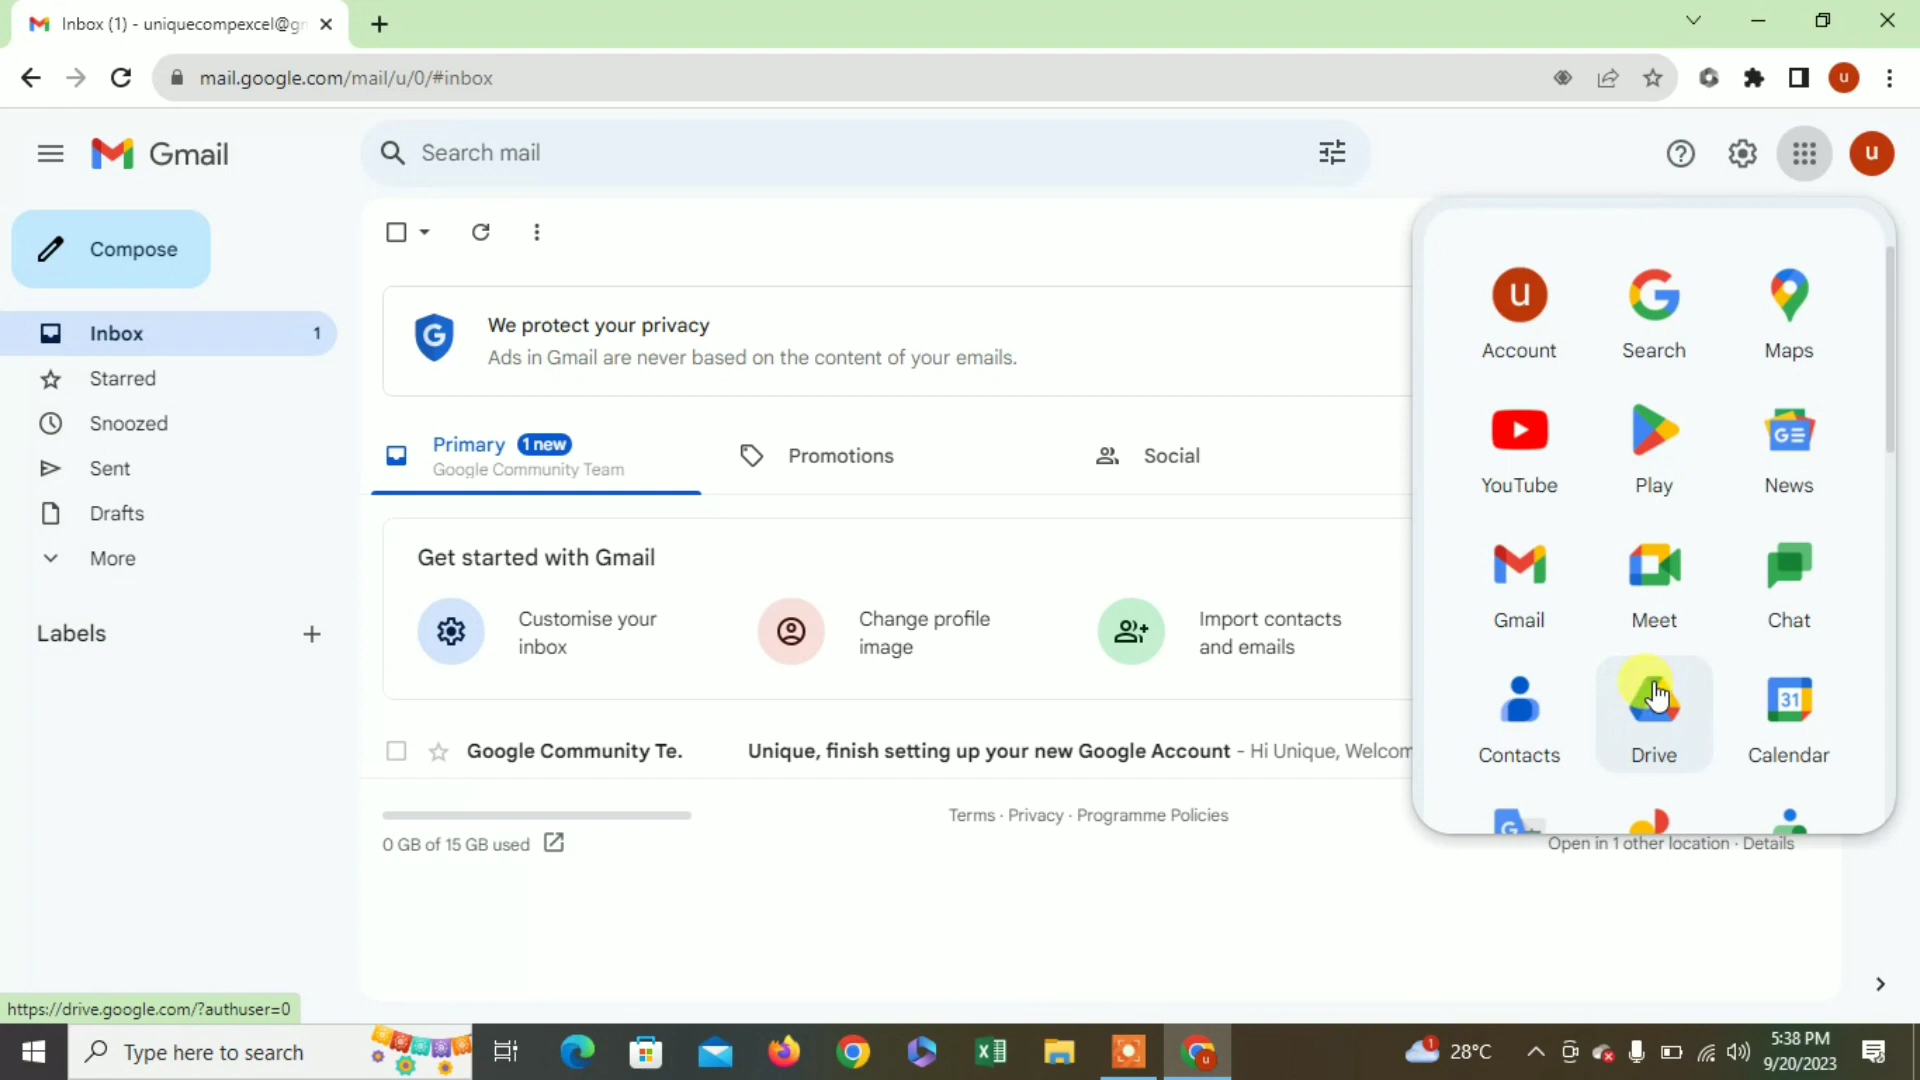 Inbox (1) - uniquecompexcel@gm
mail.google.com/mail/u/0/#inbox
u
Gmail
Search mail
u
Compose
Inbox 1
Starred
Snoozed
Sent
Drafts
More
Labels
We protect your privacy
Ads in Gmail are never based on the content of your emails.
Primary 1 new
Google Community Team
Promotions
Social
Get started with Gmail
Customise your
inbox
Change profile
image
Import contacts
and emails
Google Community Te. Unique, finish setting up your new Google Account - Hi Unique, Welcom
0 GB of 15 GB used
Terms · Privacy · Programme Policies
Open in 1 other location · Details
u
Account Search Maps
GE
YouTube Play News
Gmail Meet Chat
31
Contacts Drive Calendar
G
https://drive.google.com/?authuser=0
Type here to search
1
28°C
5:38 PM
9/20/2023